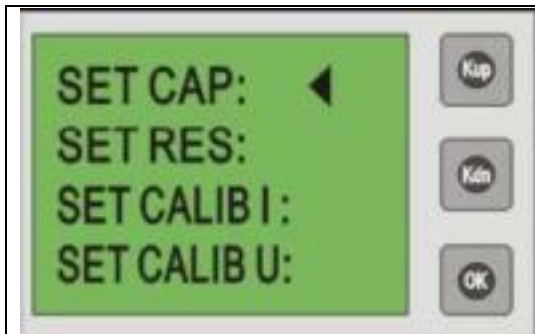 SET CAP: ◀
Kup
SET RES:
Kdn
SET CALIB I :
SET CALIB U:
OK